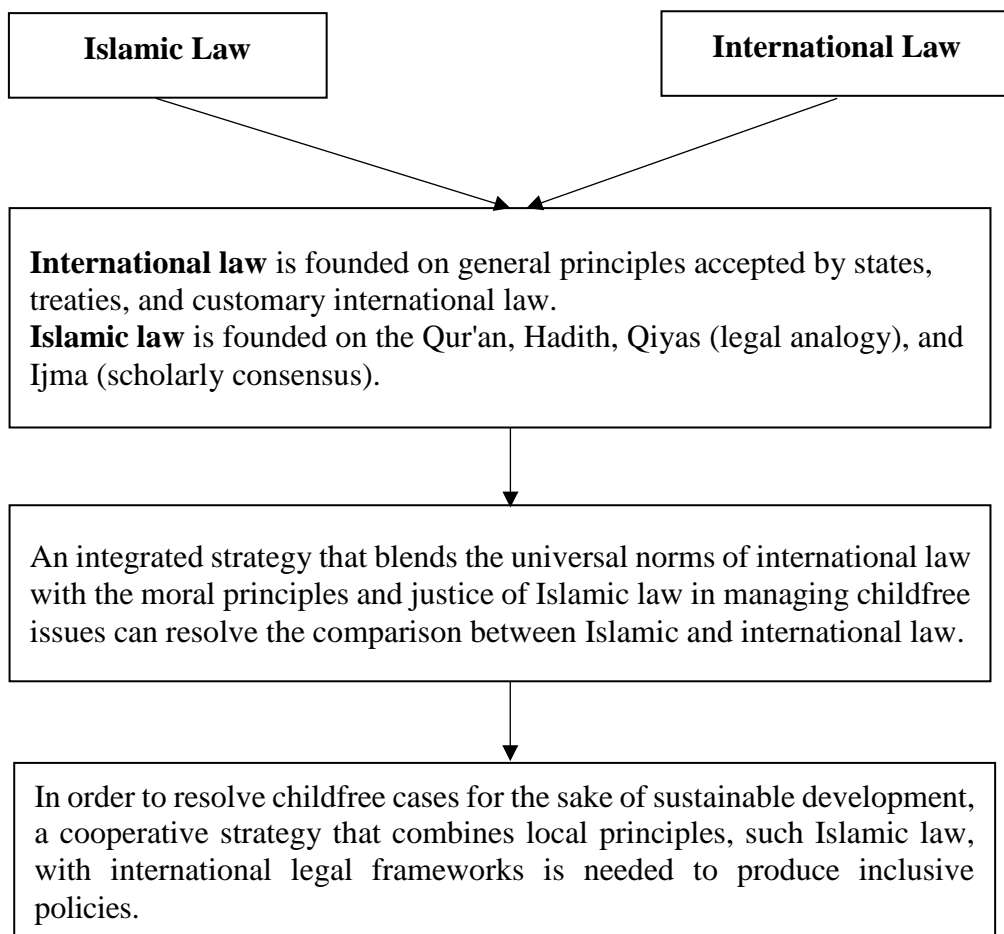 Islamic Law
International Law
International law is founded on general principles accepted by states,
treaties, and customary international law.
Islamic law is founded on the Qur'an, Hadith, Qiyas (legal analogy), and
Ijma (scholarly consensus).
An integrated strategy that blends the universal norms of international law
with the moral principles and justice of Islamic law in managing childfree
issues can resolve the comparison between Islamic and international law.
In order to resolve childfree cases for the sake of sustainable development,
a cooperative strategy that combines local principles, such Islamic law,
with international legal frameworks is needed to produce inclusive
policies.